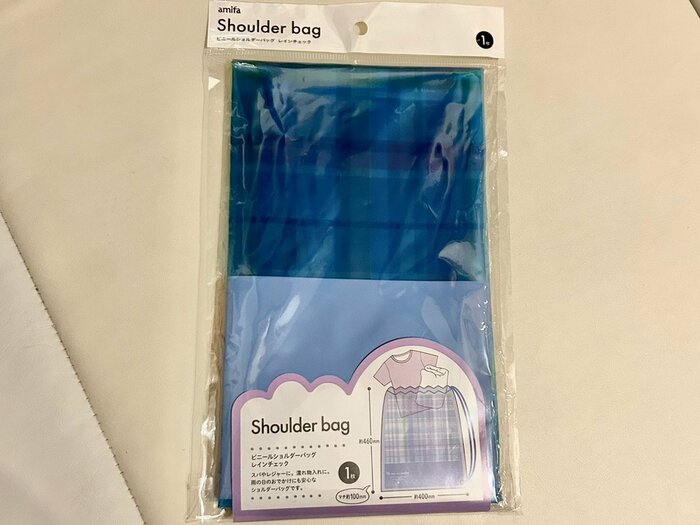 amifa
Shoulder bag
ビニールショルダーバッグ レインチェック
1枚
Shoulder bag
ビニールショルダーバッグ
レインチェック
スパやレジャーに。濡れ物入れに。
雨の日のおでかけにも安心な
ショルダーバッグです。
1枚
約460mm
マチ約100mm
約400mm